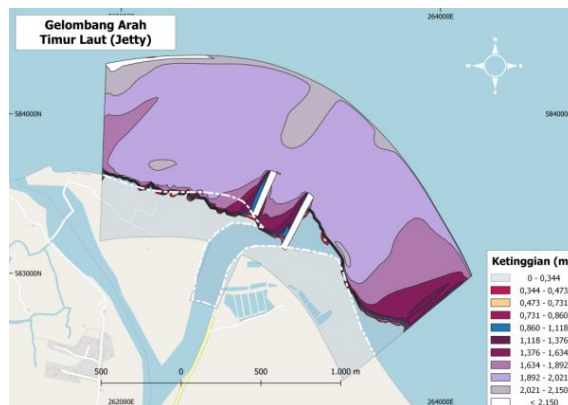 Gelombang Arah
Timur Laut (Jetty)
264000E
N
W
E
S
584000N
584000
583000N
Ketinggian (m
0 - 0,344
0,344 - 0,473
0,473 - 0,731
0,731 - 0,860
0,860 - 1,118
1,118 - 1,376
1,376 - 1,634
1,634 - 1,892
1,892 - 2,021
2,021 - 2,150
< 2,150
500
0
500
1.000 m
262000E
264000E